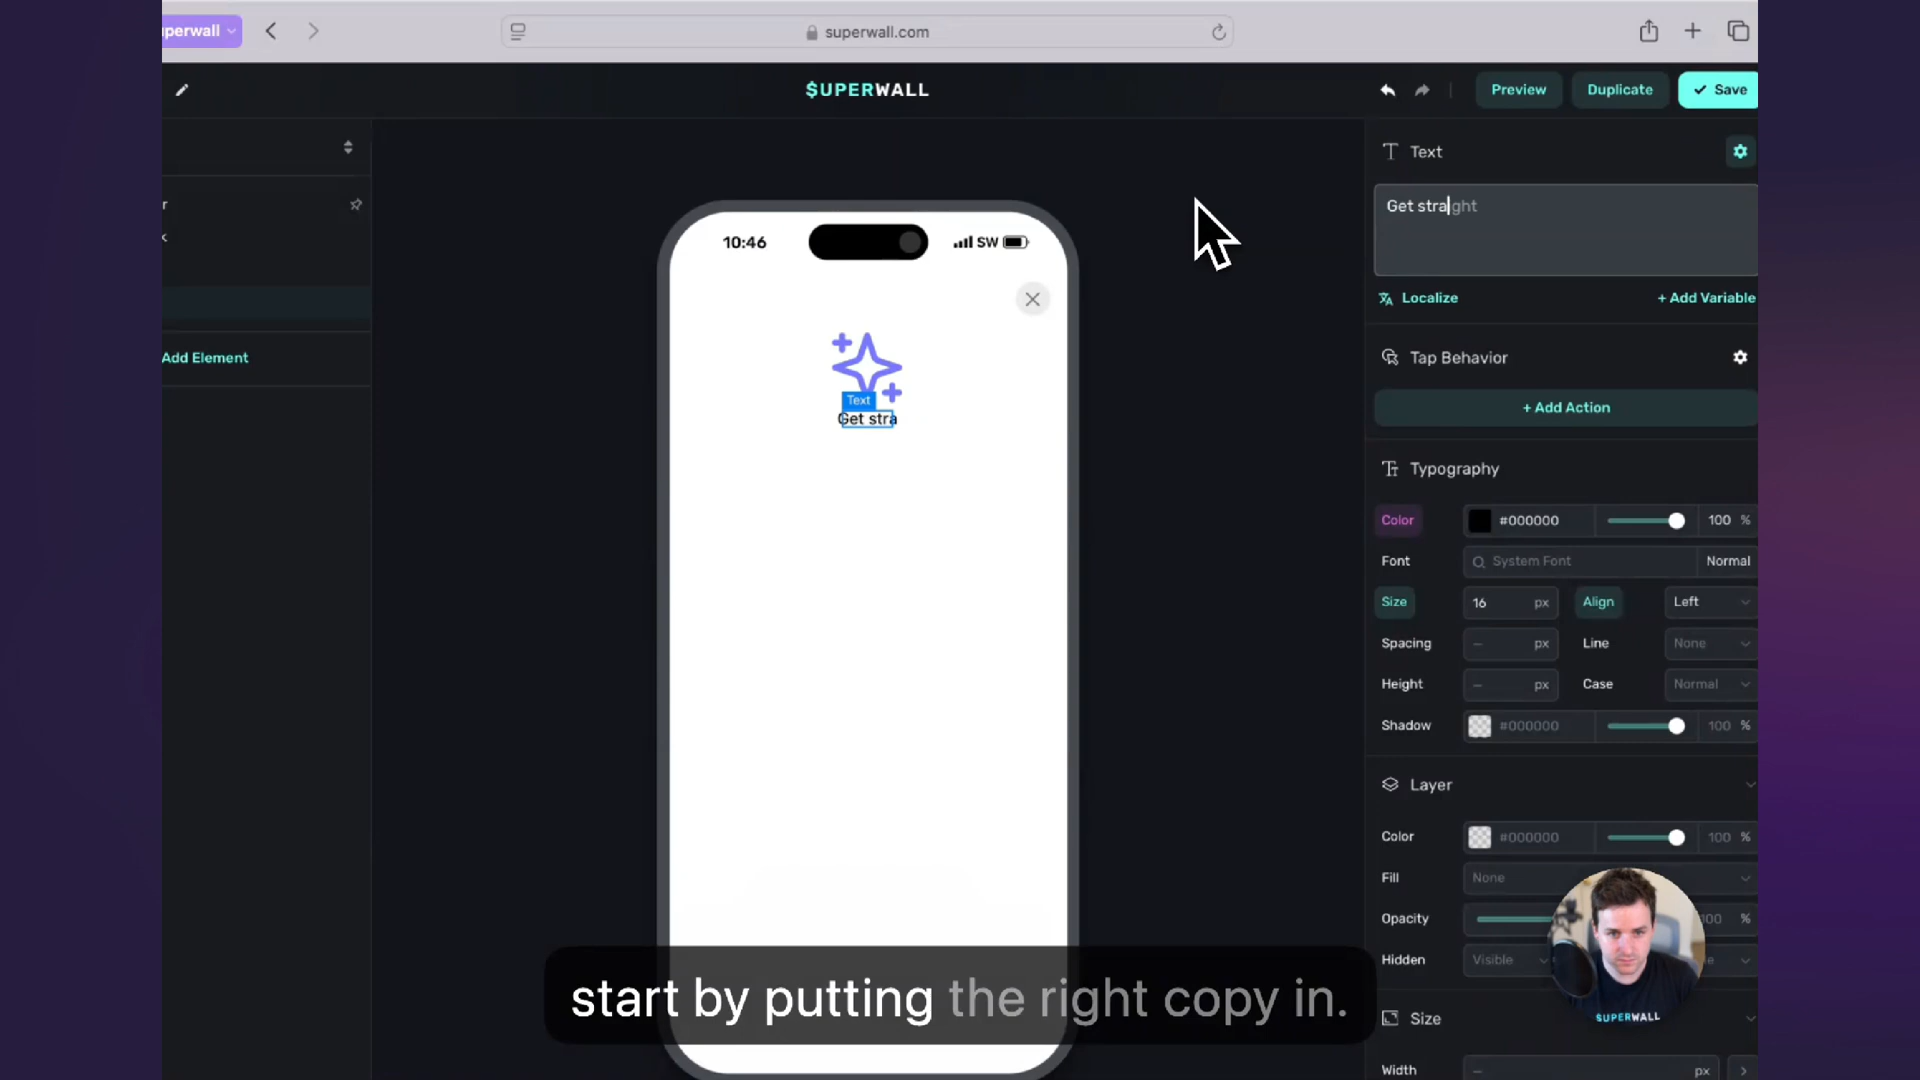 uperwall
superwall.com
$UPERWALL
Preview
Duplicate
Save
r
k
Add Element
10:46
SW
Text
Get stra
Text
Get straight
Localize
+ Add Variable
Tap Behavior
+ Add Action
Typography
Color
#000000
100 %
Font
System Font
Normal
Size
16 px
Align
Left
Spacing
– px
Line
None
Height
– px
Case
Normal
Shadow
#000000
100 %
Layer
Color
#000000
100 %
Fill
None
Opacity
00 %
Hidden
Visible
e
SUPERWALL
Size
Width
– px
start by putting the right copy in.